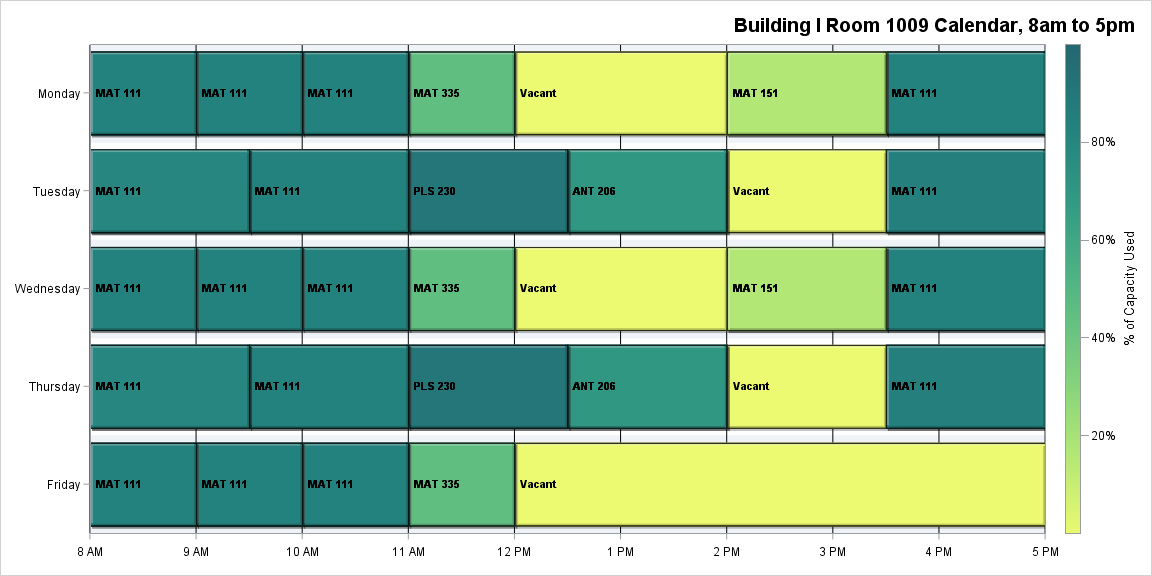 Building I Room 1009 Calendar, 8am to 5pm
Monday
MAT 111
MAT 111
MAT 111
MAT 335
Vacant
MAT 151
MAT 111
Tuesday
MAT 111
MAT 111
PLS 230
ANT 206
Vacant
MAT 111
Wednesday
MAT 111
MAT 111
MAT 111
MAT 335
Vacant
MAT 151
MAT 111
Thursday
MAT 111
MAT 111
PLS 230
ANT 206
Vacant
MAT 111
Friday
MAT 111
MAT 111
MAT 111
MAT 335
Vacant
8 AM
9 AM
10 AM
11 AM
12 PM
1 PM
2 PM
3 PM
4 PM
5 PM
80%
60%
40%
20%
% of Capacity Used